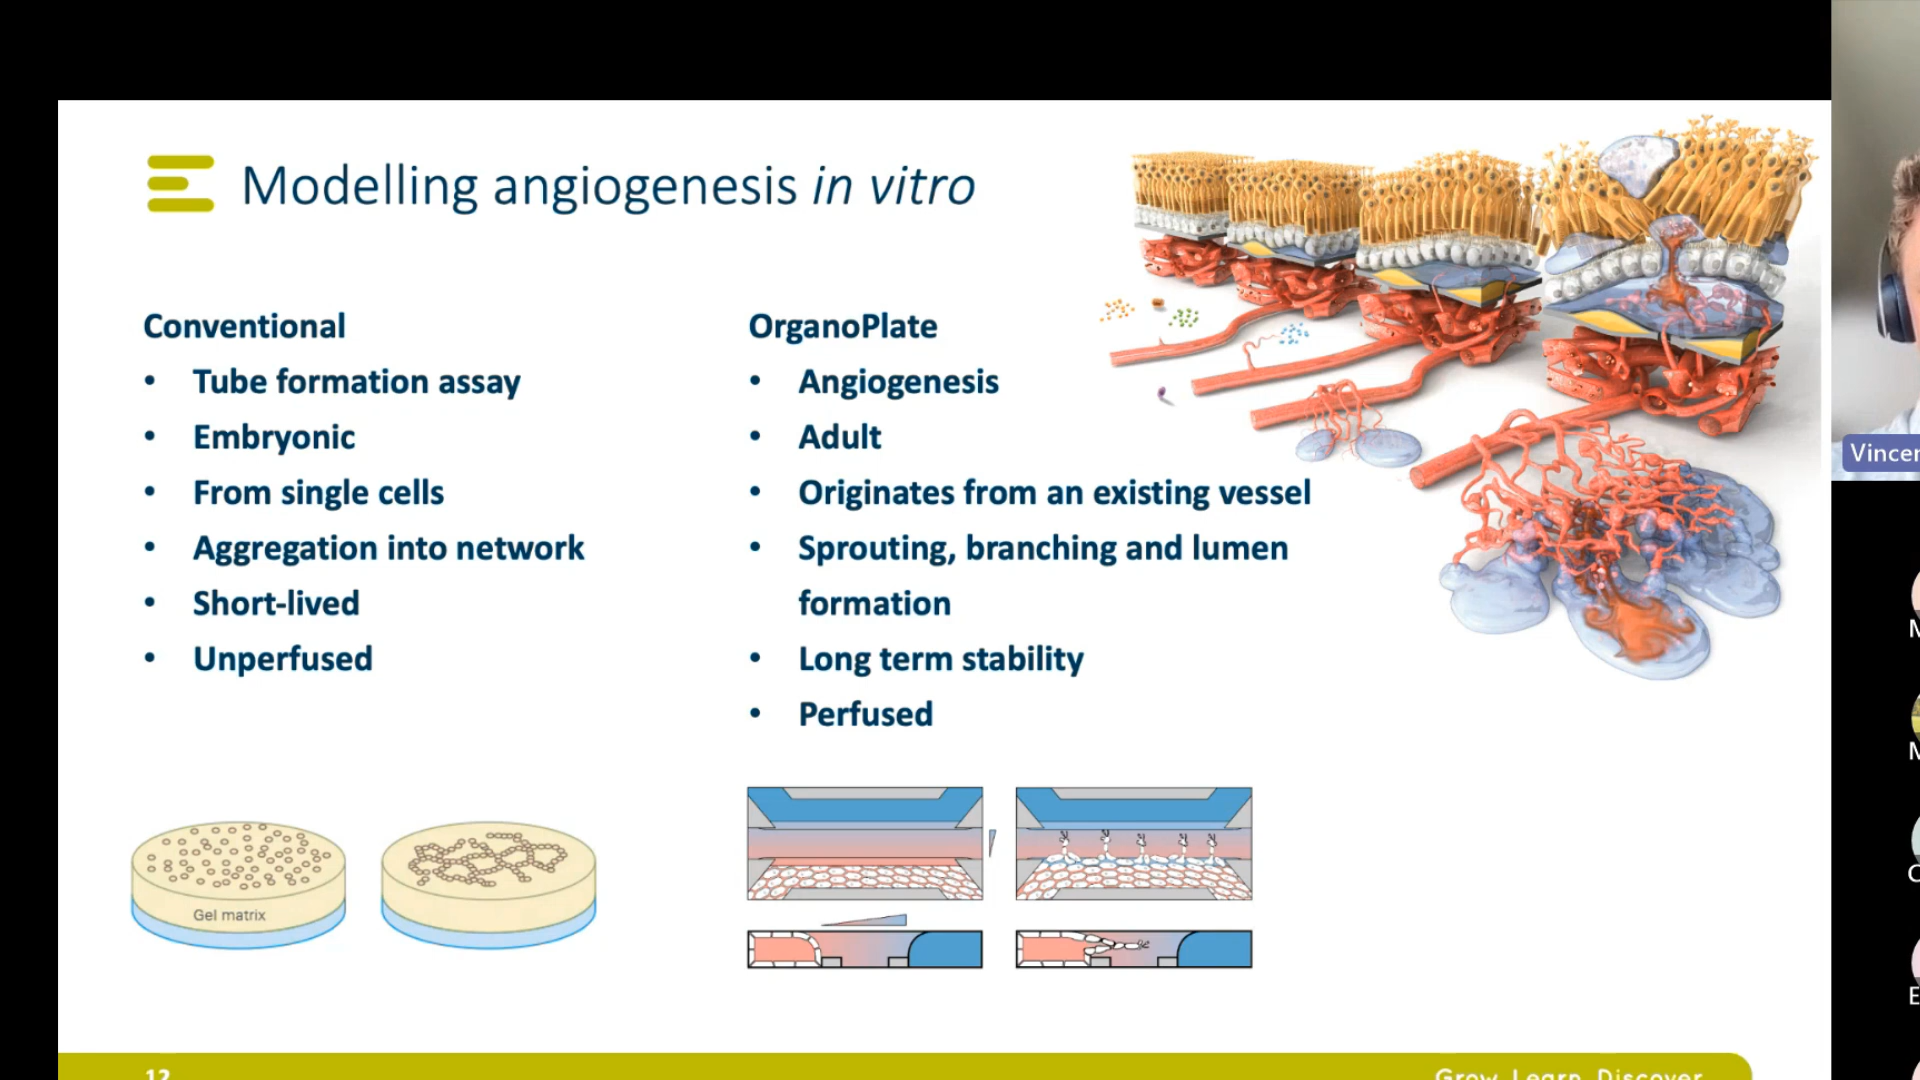 Modelling angiogenesis in vitro
Conventional
• Tube formation assay
• Embryonic
• From single cells
• Aggregation into network
• Short-lived
• Unperfused
OrganoPlate
• Angiogenesis
• Adult
• Originates from an existing vessel
• Sprouting, branching and lumen
formation
• Long term stability
• Perfused
Gel matrix
12
Grow. Learn. Discover.
Vincen
M
M
C
E